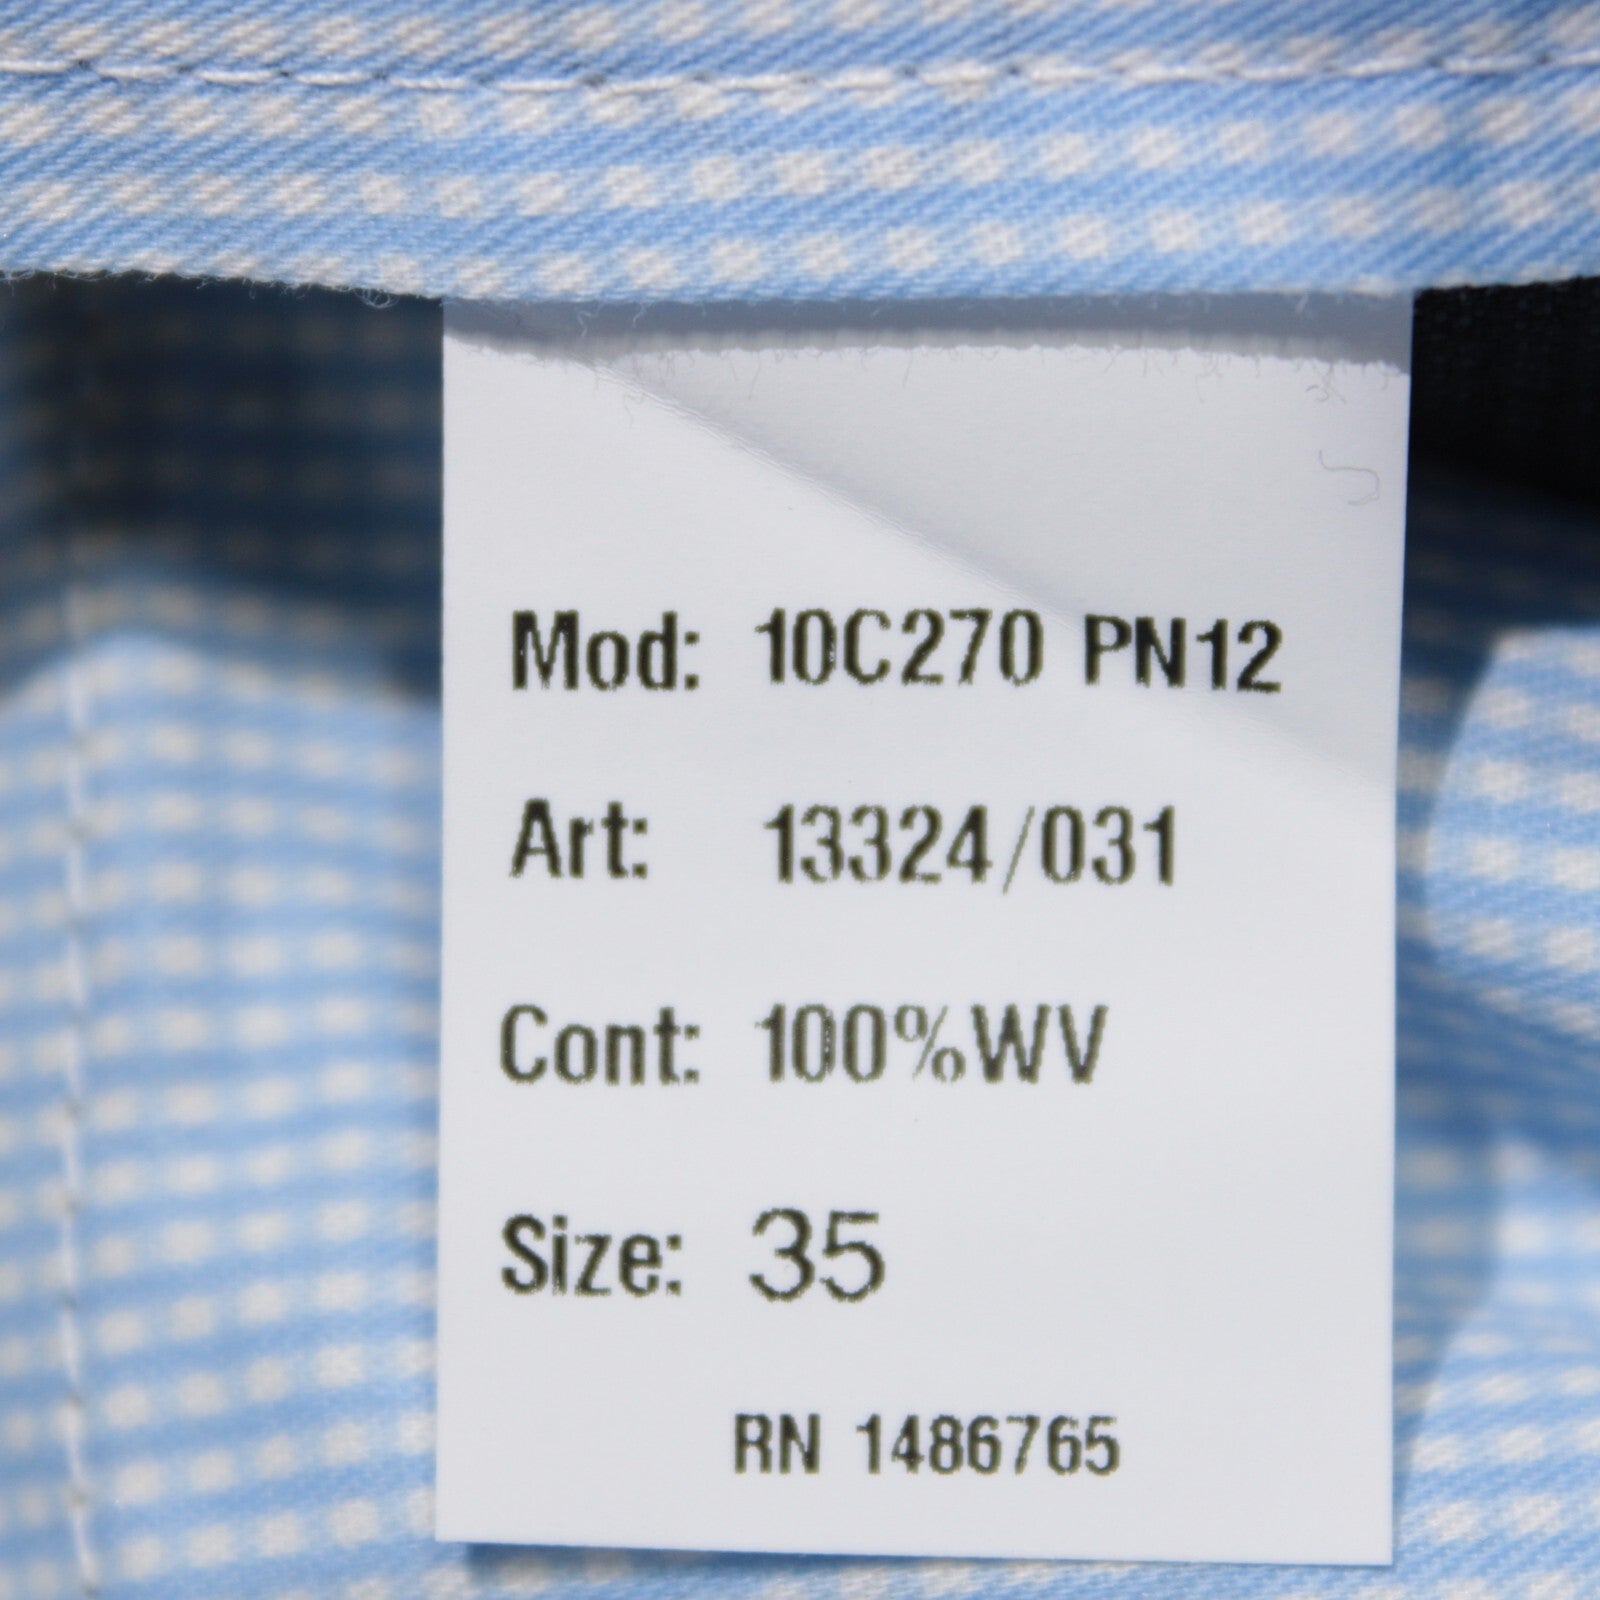 Mod: 10C270 PN12
Art: 13324/031
Cont: 100%WV
Size: 35
RN 1486765